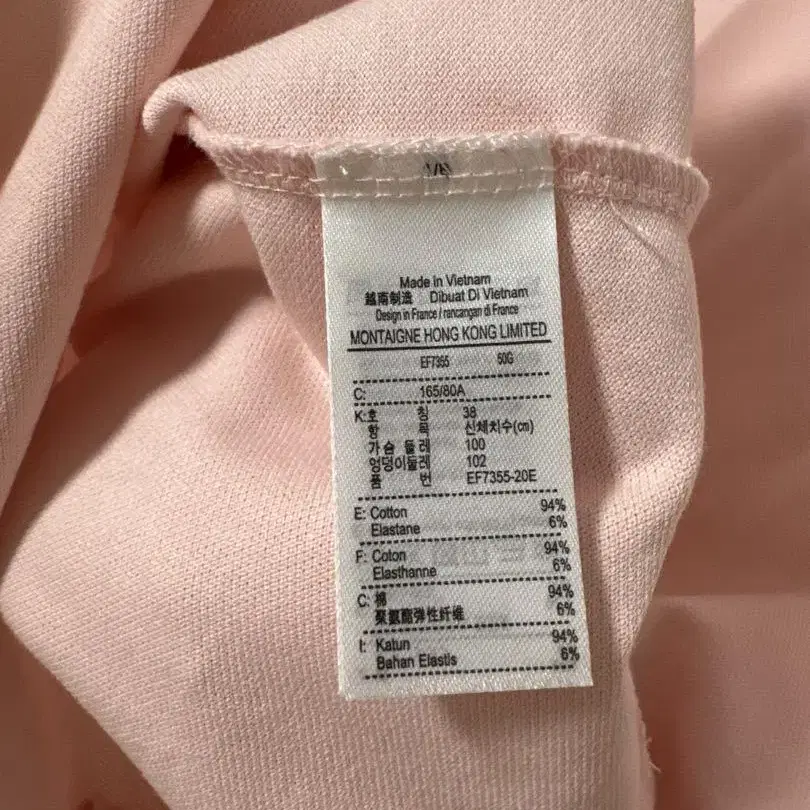 1/8
Made in Vietnam
越南制造 Dibuat Di Vietnam
Design in France / rancangan di France
MONTAIGNE HONG KONG LIMITED
EF7355 50G
C: 165/80A
K: 호 칭 38
항 목 신체치수(cm)
가슴 둘레 100
엉덩이둘레 102
품 번 EF7355-20E
E: Cotton 94%
Elastane 6%
F: Coton 94%
Elasthanne 6%
C: 棉 94%
聚氨酯弹性纤维 6%
I: Katun 94%
Bahan Elastis 6%